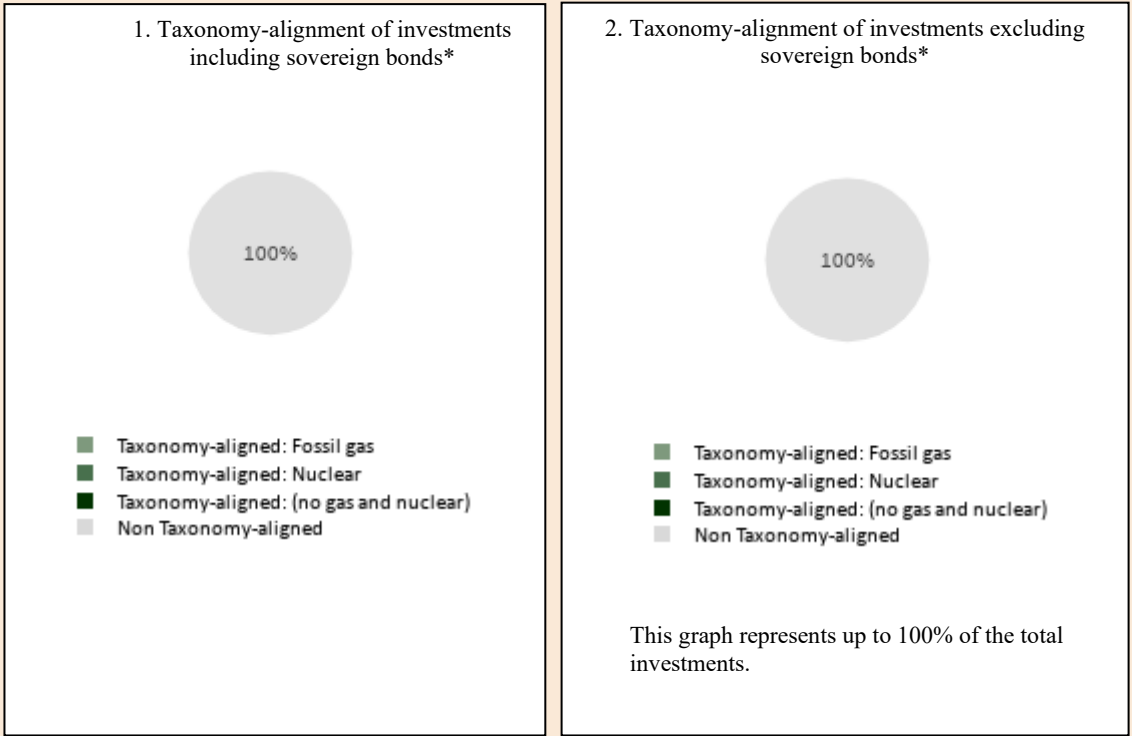 1. Taxonomy-alignment of investments
including sovereign bonds*
100%
Taxonomy-aligned: Fossil gas
Taxonomy-aligned: Nuclear
Taxonomy-aligned: (no gas and nuclear)
Non Taxonomy-aligned
2. Taxonomy-alignment of investments excluding
sovereign bonds*
100%
Taxonomy-aligned: Fossil gas
Taxonomy-aligned: Nuclear
Taxonomy-aligned: (no gas and nuclear)
Non Taxonomy-aligned
This graph represents up to 100% of the total
investments.